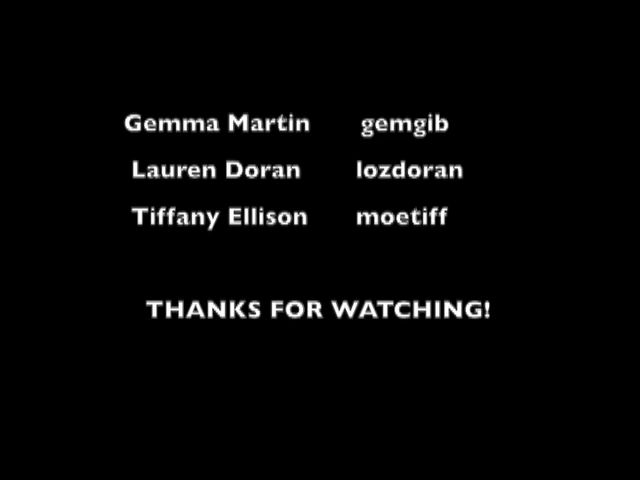 Gemma Martin gemgib
Lauren Doran lozdoran
Tiffany Ellison moetiff
THANKS FOR WATCHING!